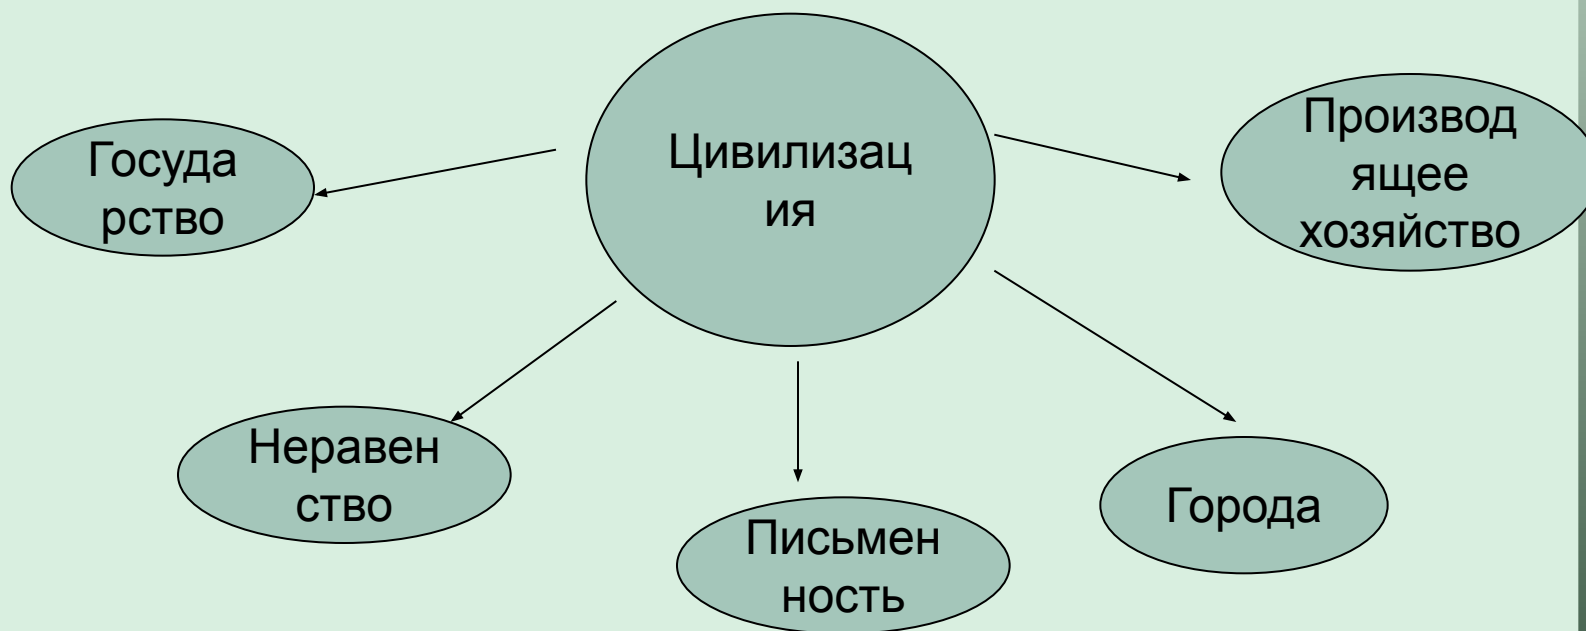 Цивилизац
ия
Госуда
рство
Производ
ящее
хозяйство
Неравен
ство
Письмен
ность
Города